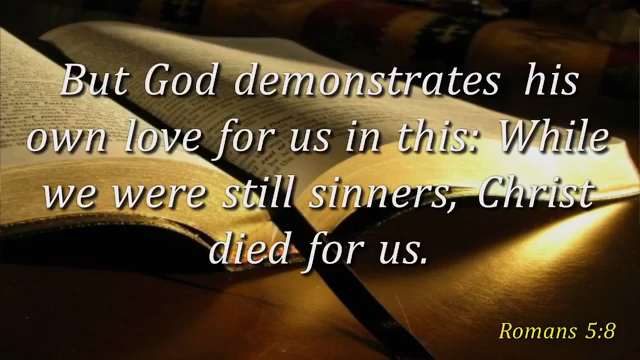 But God demonstrates his
own love for us in this: While
we were still sinners, Christ
died for us.
Romans 5:8